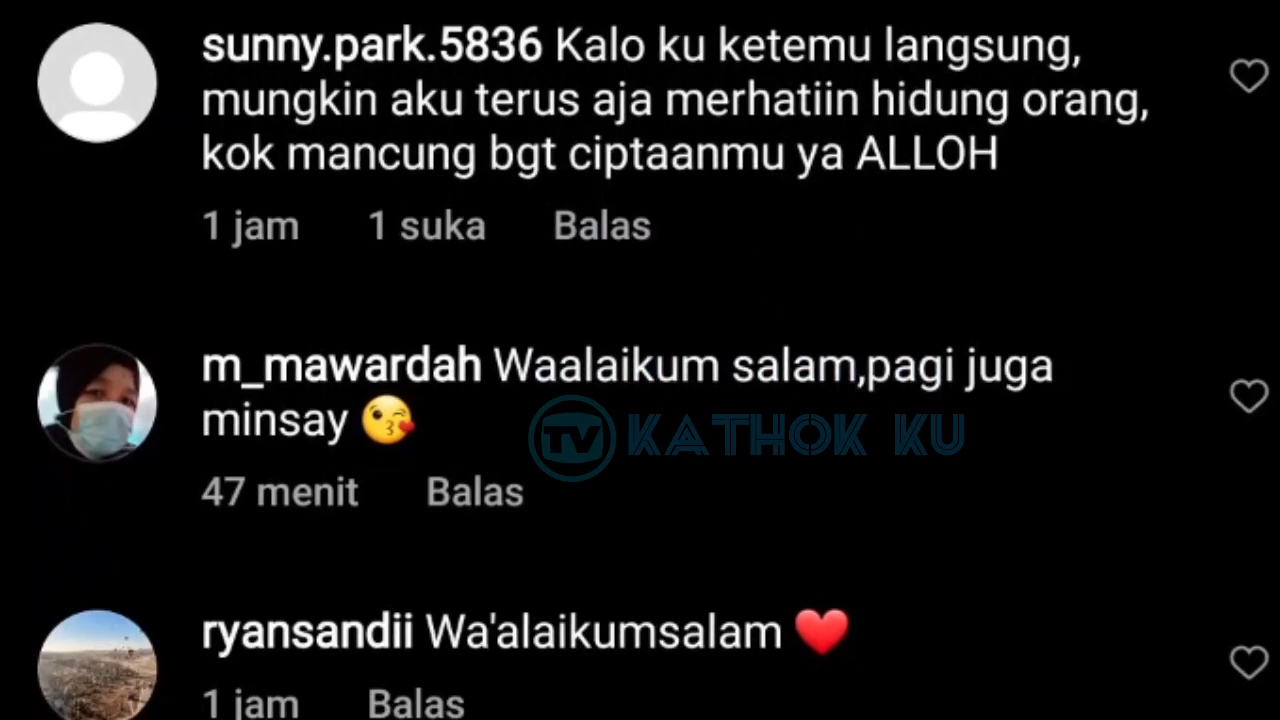 sunny.park.5836 Kalo ku ketemu langsung,
mungkin aku terus aja merhatiin hidung orang,
kok mancung bgt ciptaanmu ya ALLOH
1 jam 1 suka Balas
m_mawardah Waalaikum salam,pagi juga
minsay 😘
TV KATHOK KU
47 menit Balas
ryansandii Wa'alaikumsalam ❤️
1 jam Balas